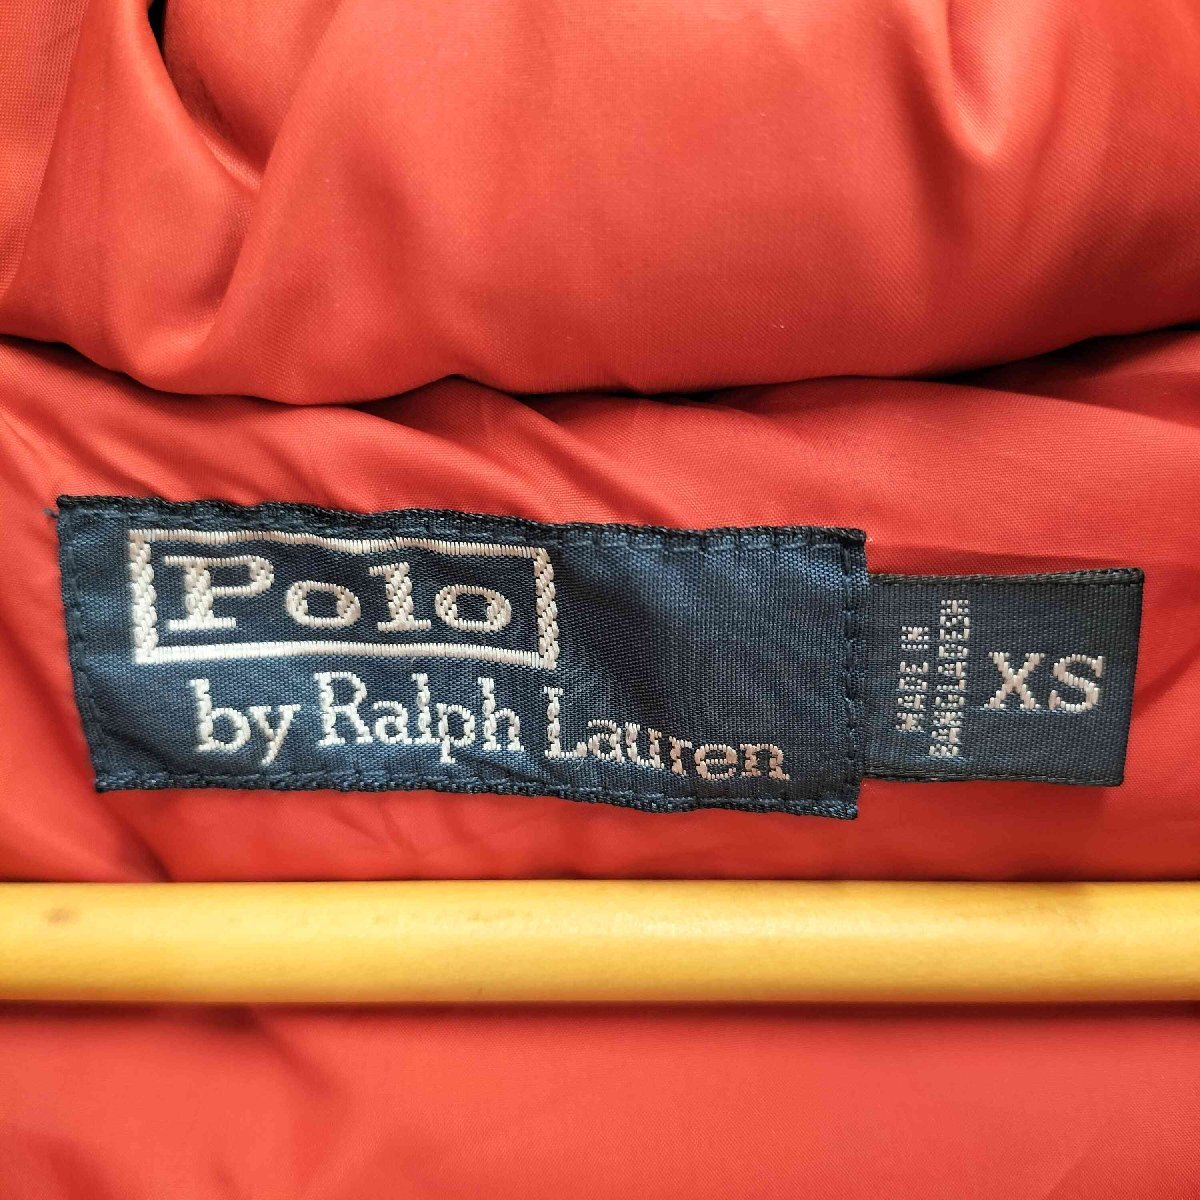 Polo
by Ralph Lauren
MADE IN
BANGLADESH
XS